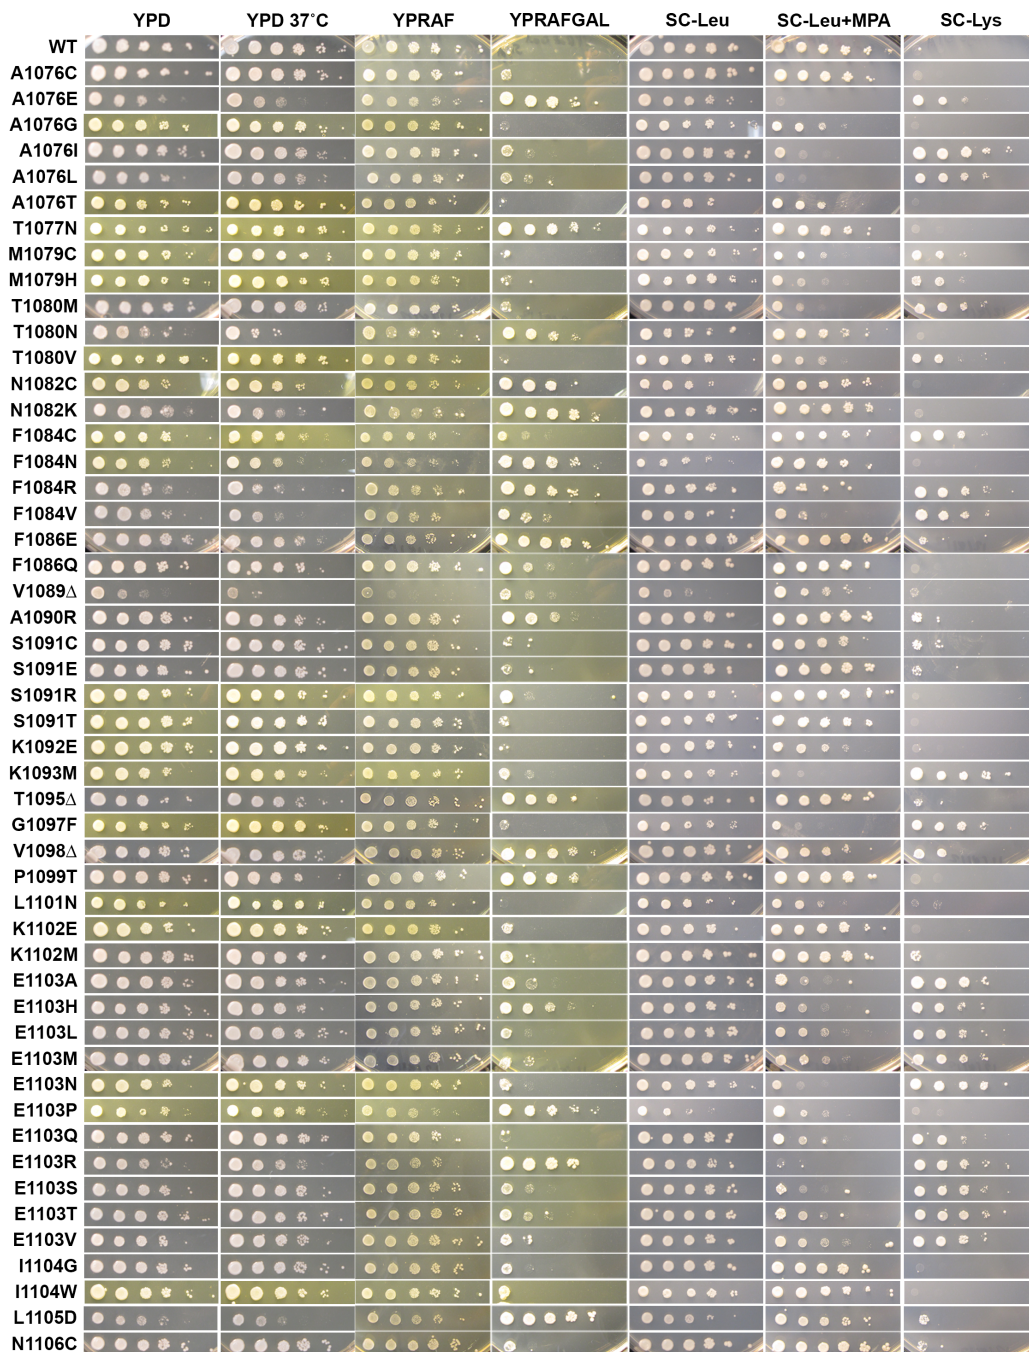 YPD YPD 37˚C YPRAF YPRAFGAL SC-Leu SC-Leu+MPA SC-Lys
WT
A1076C
A1076E
A1076G
A1076I
A1076L
A1076T
T1077N
M1079C
M1079H
T1080M
T1080N
T1080V
N1082C
N1082K
F1084C
F1084N
F1084R
F1084V
F1086E
F1086Q
V1089Δ
A1090R
S1091C
S1091E
S1091R
S1091T
K1092E
K1093M
T1095Δ
G1097F
V1098Δ
P1099T
L1101N
K1102E
K1102M
E1103A
E1103H
E1103L
E1103M
E1103N
E1103P
E1103Q
E1103R
E1103S
E1103T
E1103V
I1104G
I1104W
L1105D
N1106C